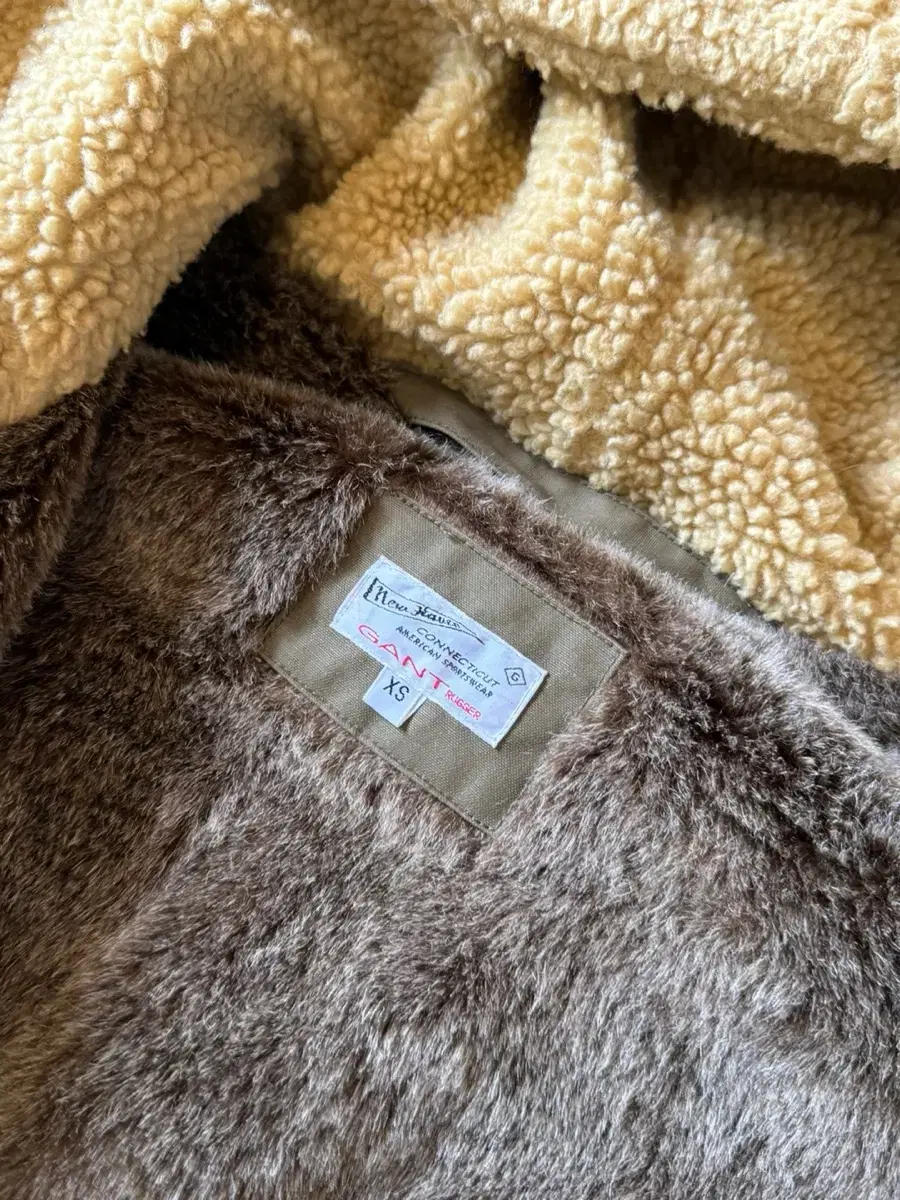 New Haven
CONNECTICUT
AMERICAN SPORTSWEAR
G
GANT
RUGGER
XS